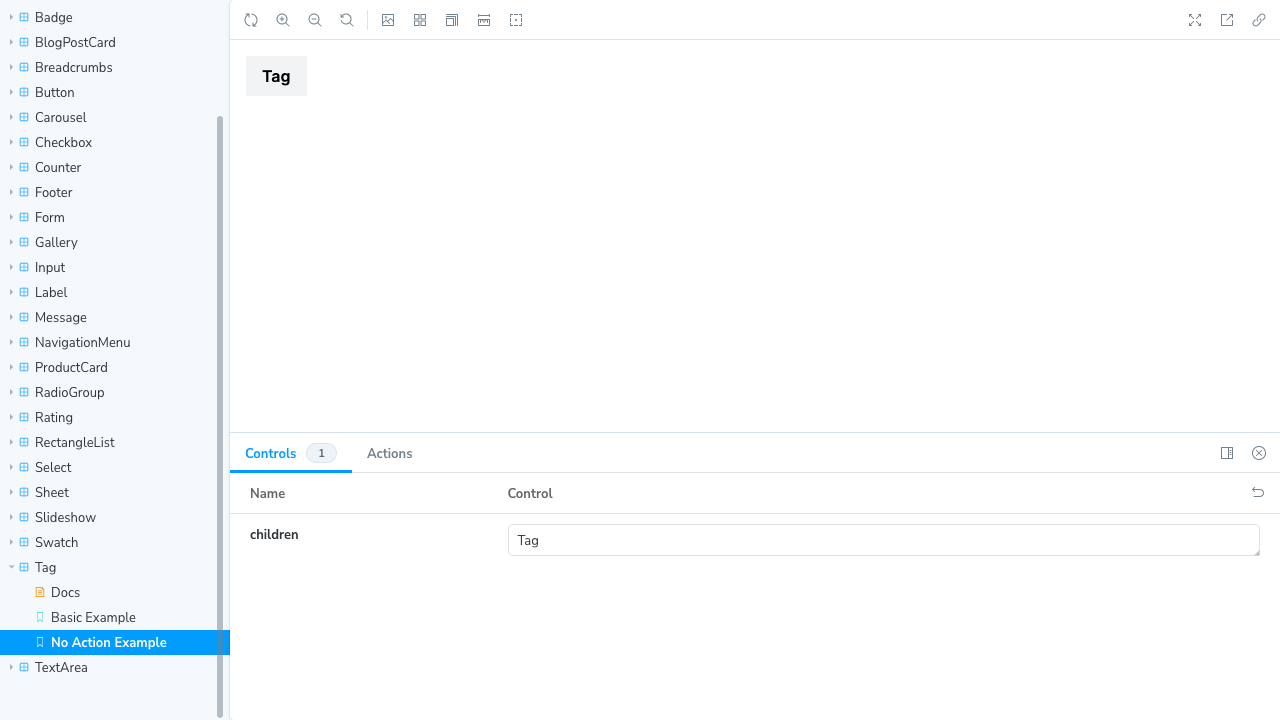 Badge
BlogPostCard
Breadcrumbs
Button
Carousel
Checkbox
Counter
Footer
Form
Gallery
Input
Label
Message
NavigationMenu
ProductCard
RadioGroup
Rating
RectangleList
Select
Sheet
Slideshow
Swatch
Tag
Docs
Basic Example
No Action Example
TextArea
Tag
Controls 1 Actions
Name Control
children Tag